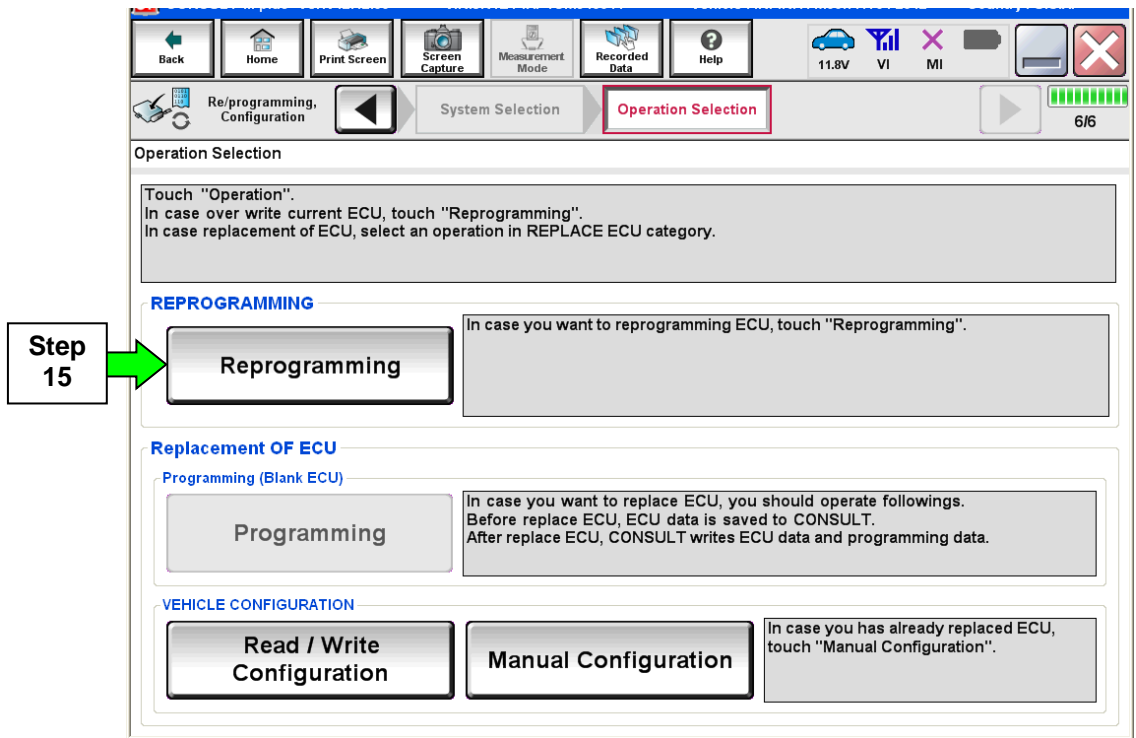 Back
Home
Print Screen
Screen
Capture
Measurement
Mode
Recorded
Data
Help
11.8V
VI
MI
Re/programming,
Configuration
System Selection
Operation Selection
6/6
Operation Selection
Touch "Operation".
In case over write current ECU, touch "Reprogramming".
In case replacement of ECU, select an operation in REPLACE ECU category.
REPROGRAMMING
Step
15
Reprogramming
In case you want to reprogramming ECU, touch "Reprogramming".
Replacement OF ECU
Programming (Blank ECU)
Programming
In case you want to replace ECU, you should operate followings.
Before replace ECU, ECU data is saved to CONSULT.
After replace ECU, CONSULT writes ECU data and programming data.
VEHICLE CONFIGURATION
Read / Write
Configuration
Manual Configuration
In case you has already replaced ECU,
touch "Manual Configuration".